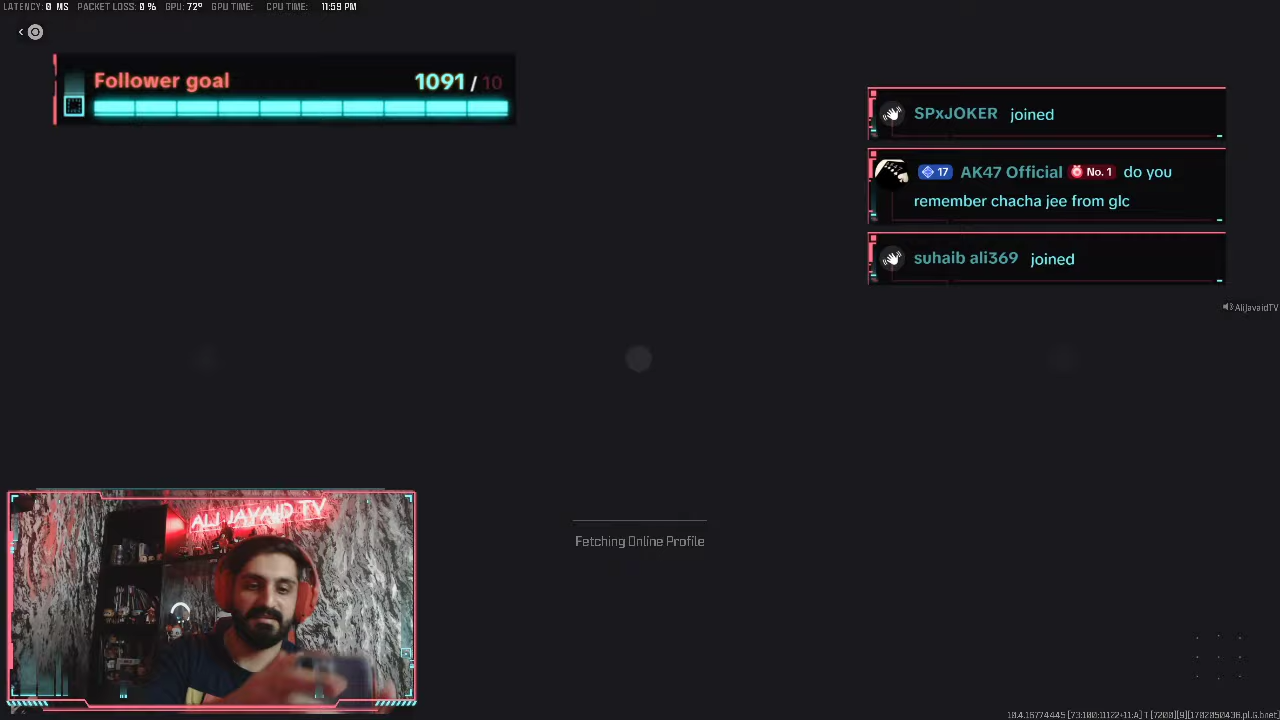 LATENCY: 0 MS PACKET LOSS: 0 % GPU: 72° GPU TIME: CPU TIME: 11:59 PM
Follower goal 1091 / 10
SPxJOKER joined
17 AK47 Official No. 1 do you
remember chacha jee from glc
suhaib ali369 joined
AliJavaidTV
ALI JAVAID TV
Fetching Online Profile